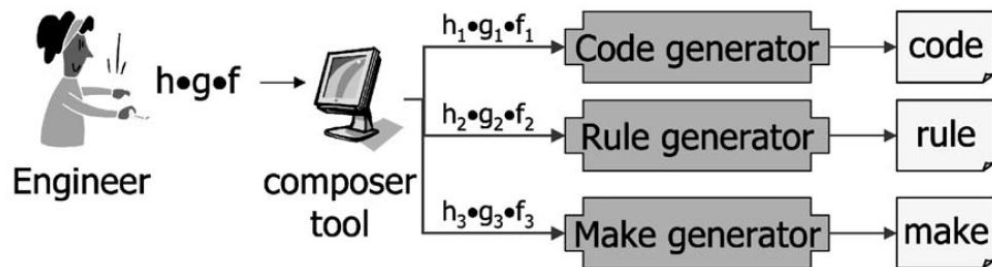 h•g•f
Engineer
composer
tool
h₁•g₁•f₁
Code generator
code
h₂•g₂•f₂
Rule generator
rule
h₃•g₃•f₃
Make generator
make